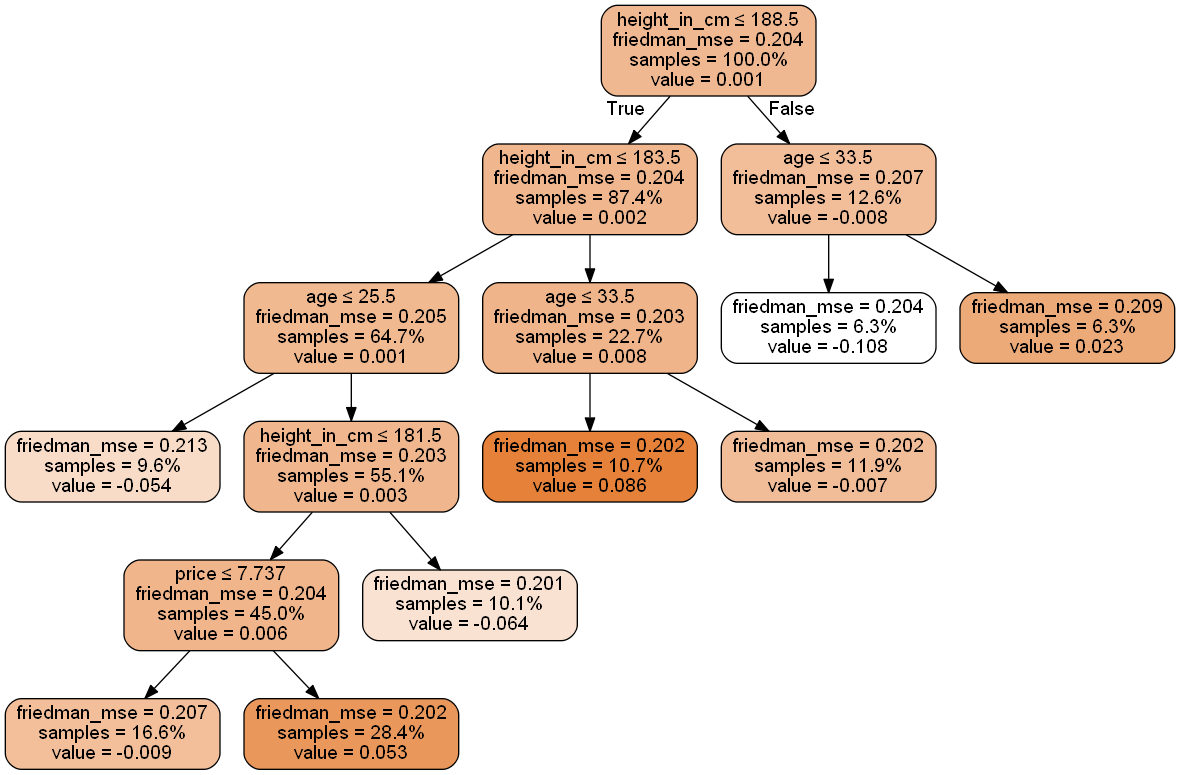 height_in_cm ≤ 188.5
friedman_mse = 0.204
samples = 100.0%
value = 0.001
True
False
height_in_cm ≤ 183.5
friedman_mse = 0.204
samples = 87.4%
value = 0.002
age ≤ 33.5
friedman_mse = 0.207
samples = 12.6%
value = -0.008
age ≤ 25.5
friedman_mse = 0.205
samples = 64.7%
value = 0.001
age ≤ 33.5
friedman_mse = 0.203
samples = 22.7%
value = 0.008
friedman_mse = 0.204
samples = 6.3%
value = -0.108
friedman_mse = 0.209
samples = 6.3%
value = 0.023
friedman_mse = 0.213
samples = 9.6%
value = -0.054
height_in_cm ≤ 181.5
friedman_mse = 0.203
samples = 55.1%
value = 0.003
friedman_mse = 0.202
samples = 10.7%
value = 0.086
friedman_mse = 0.202
samples = 11.9%
value = -0.007
price ≤ 7.737
friedman_mse = 0.204
samples = 45.0%
value = 0.006
friedman_mse = 0.201
samples = 10.1%
value = -0.064
friedman_mse = 0.207
samples = 16.6%
value = -0.009
friedman_mse = 0.202
samples = 28.4%
value = 0.053